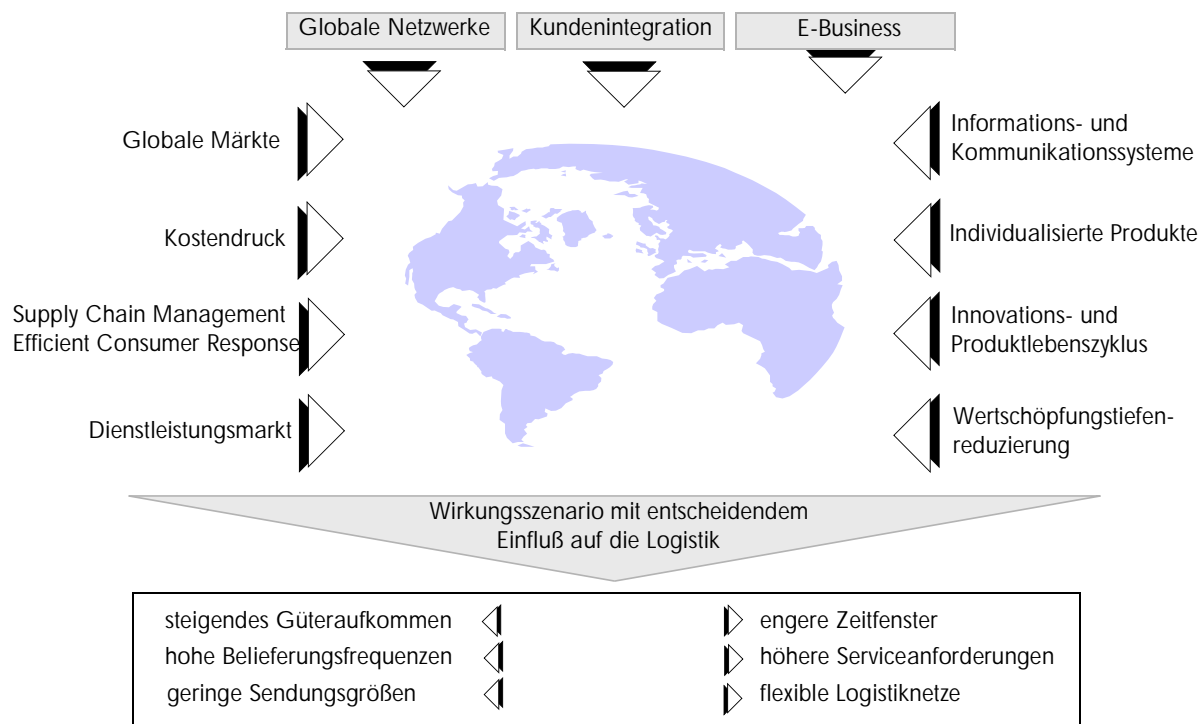 Globale Netzwerke
Kundenintegration
E-Business
Globale Märkte
Kostendruck
Supply Chain Management
Efficient Consumer Response
Dienstleistungsmarkt
Informations- und
Kommunikationssysteme
Individualisierte Produkte
Innovations- und
Produktlebenszyklus
Wertschöpfungstiefen-
reduzierung
Wirkungsszenario mit entscheidendem
Einfluß auf die Logistik
steigendes Güteraufkommen
hohe Belieferungsfrequenzen
geringe Sendungsgrößen
engere Zeitfenster
höhere Serviceanforderungen
flexible Logistiknetze